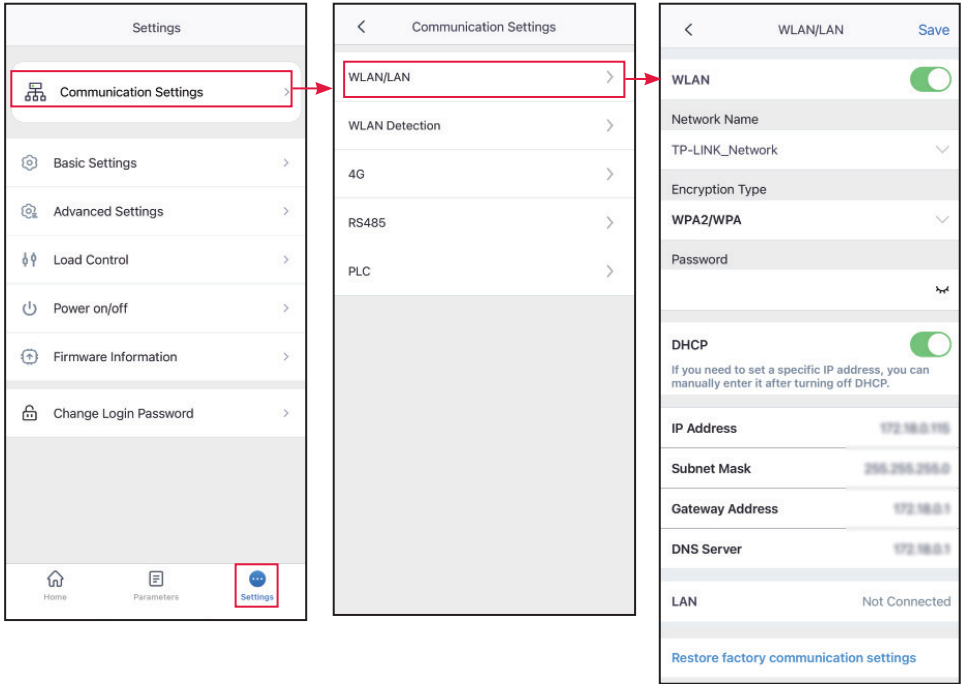 Settings
Communication Settings
Basic Settings
Advanced Settings
Load Control
Power on/off
Firmware Information
Change Login Password
Home
Parameters
Settings
Communication Settings
WLAN/LAN
WLAN Detection
4G
RS485
PLC
WLAN/LAN
Save
WLAN
Network Name
TP-LINK_Network
Encryption Type
WPA2/WPA
Password
DHCP
If you need to set a specific IP address, you can
manually enter it after turning off DHCP.
IP Address
Subnet Mask
Gateway Address
DNS Server
LAN Not Connected
Restore factory communication settings